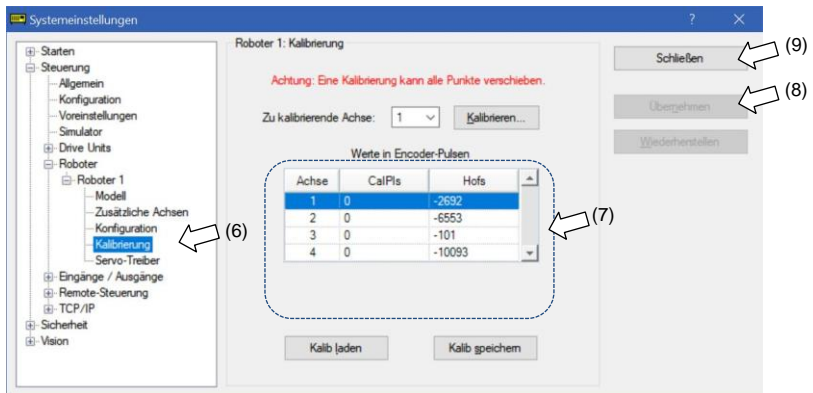 Systemeinstellungen
? ×
Starten
Steuerung
Allgemein
Konfiguration
Voreinstellungen
Simulator
Drive Units
Roboter
Roboter 1
Modell
Zusätzliche Achsen
Konfiguration
Kalibrierung
Servo-Treiber
Eingänge / Ausgänge
Remote-Steuerung
TCP/IP
Sicherheit
Vision
(6)
Roboter 1: Kalibrierung
Achtung: Eine Kalibrierung kann alle Punkte verschieben.
Zu kalibrierende Achse: 1 Kalibrieren...
Werte in Encoder-Pulsen
Achse CalPls Hofs
1 0 -2692
2 0 -6553
3 0 -101
4 0 -10093
(7)
Kalib laden Kalib speichern
Schließen
(9)
Übernehmen
(8)
Wiederherstellen